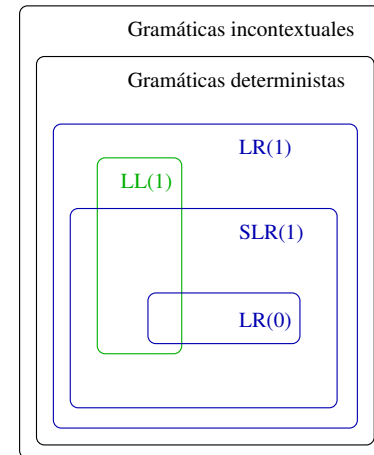 Gramáticas incontextuales
Gramáticas deterministas
LR(1)
LL(1)
SLR(1)
LR(0)